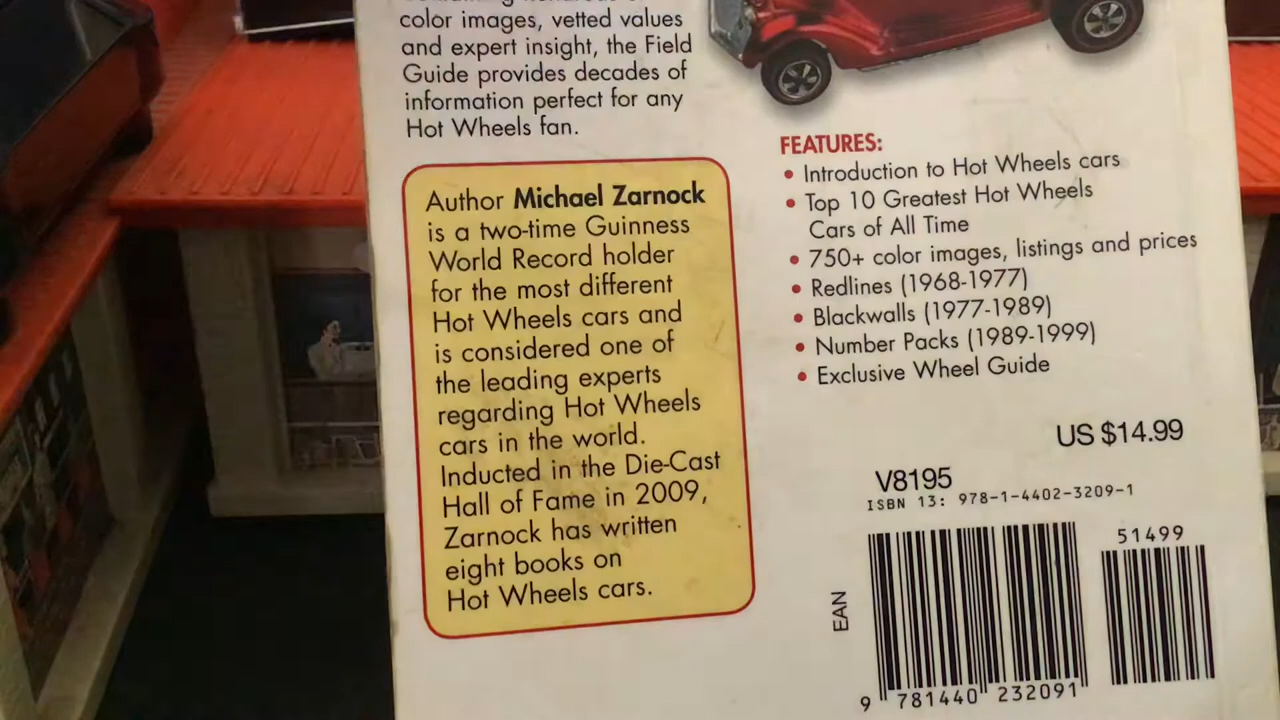 color images, vetted values
and expert insight, the Field
Guide provides decades of
information perfect for any
Hot Wheels fan.
Author Michael Zarnock
is a two-time Guinness
World Record holder
for the most different
Hot Wheels cars and
is considered one of
the leading experts
regarding Hot Wheels
cars in the world.
Inducted in the Die-Cast
Hall of Fame in 2009,
Zarnock has written
eight books on
Hot Wheels cars.
FEATURES:
• Introduction to Hot Wheels cars
• Top 10 Greatest Hot Wheels
Cars of All Time
• 750+ color images, listings and prices
• Redlines (1968-1977)
• Blackwalls (1977-1989)
• Number Packs (1989-1999)
• Exclusive Wheel Guide
US $14.99
V8195
ISBN 13: 978-1-4402-3209-1
51499
EAN
9 781440 232091